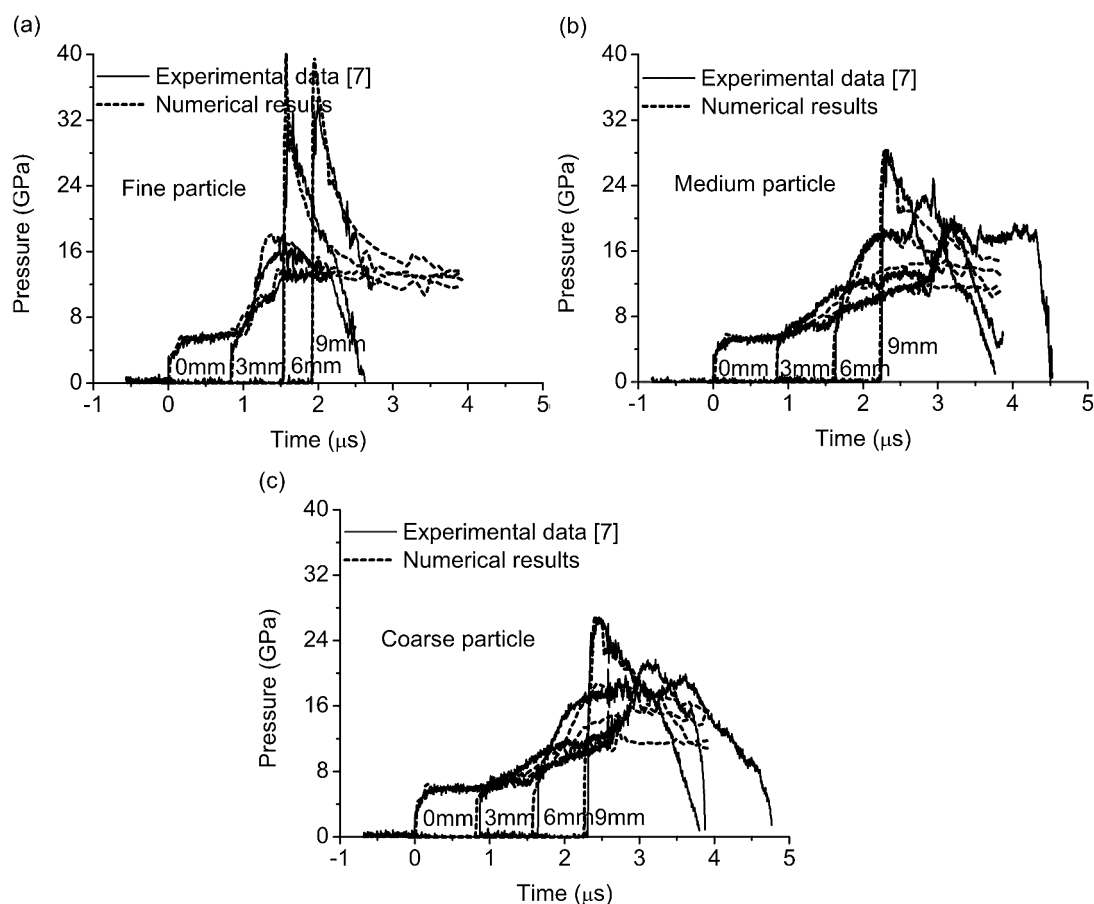 (a)
40
32
24
16
8
0
Pressure (GPa)
Experimental data [7]
Numerical results
Fine particle
0mm
3mm
6mm
9mm
-1
0
1
2
3
4
5
Time (μs)
(b)
40
32
24
16
8
0
Pressure (GPa)
Experimental data [7]
Numerical results
Medium particle
0mm
3mm
6mm
9mm
-1
0
1
2
3
4
5
Time (μs)
(c)
40
32
24
16
8
0
Pressure (GPa)
Experimental data [7]
Numerical results
Coarse particle
0mm
3mm
6mm
9mm
-1
0
1
2
3
4
5
Time (μs)